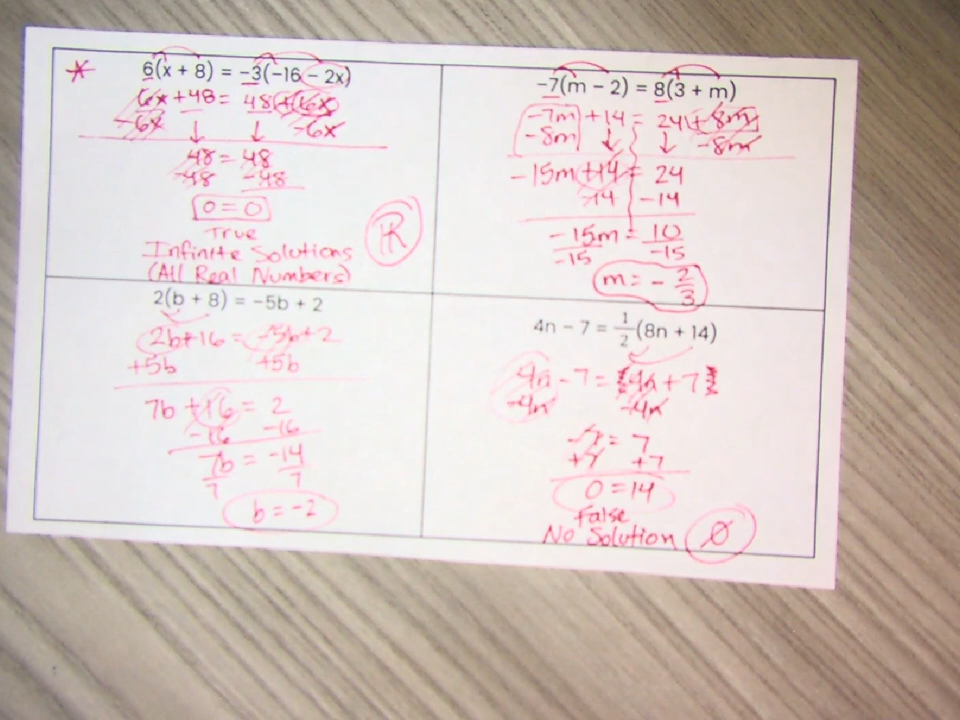 *
6(x + 8) = -3(-16 - 2x)
6x + 48 = 48 + 6x
-6x -6x
48 = 48
-48 -48
0 = 0
True
Infinite Solutions
(All Real Numbers)
ℝ
-7(m - 2) = 8(3 + m)
-7m + 14 = 24 + 8m
-8m -8m
-15m + 14 = 24
-14 -14
-15m = 10
-15 -15
m = - 2/3
2(b + 8) = -5b + 2
2b + 16 = -5b + 2
+5b +5b
7b + 16 = 2
-16 -16
7b = -14
7 7
b = -2
4n - 7 = 1/2 (8n + 14)
4n - 7 = 4n + 7
-4n -4n
-7 = 7
+7 +7
0 = 14
False
No Solution
∅